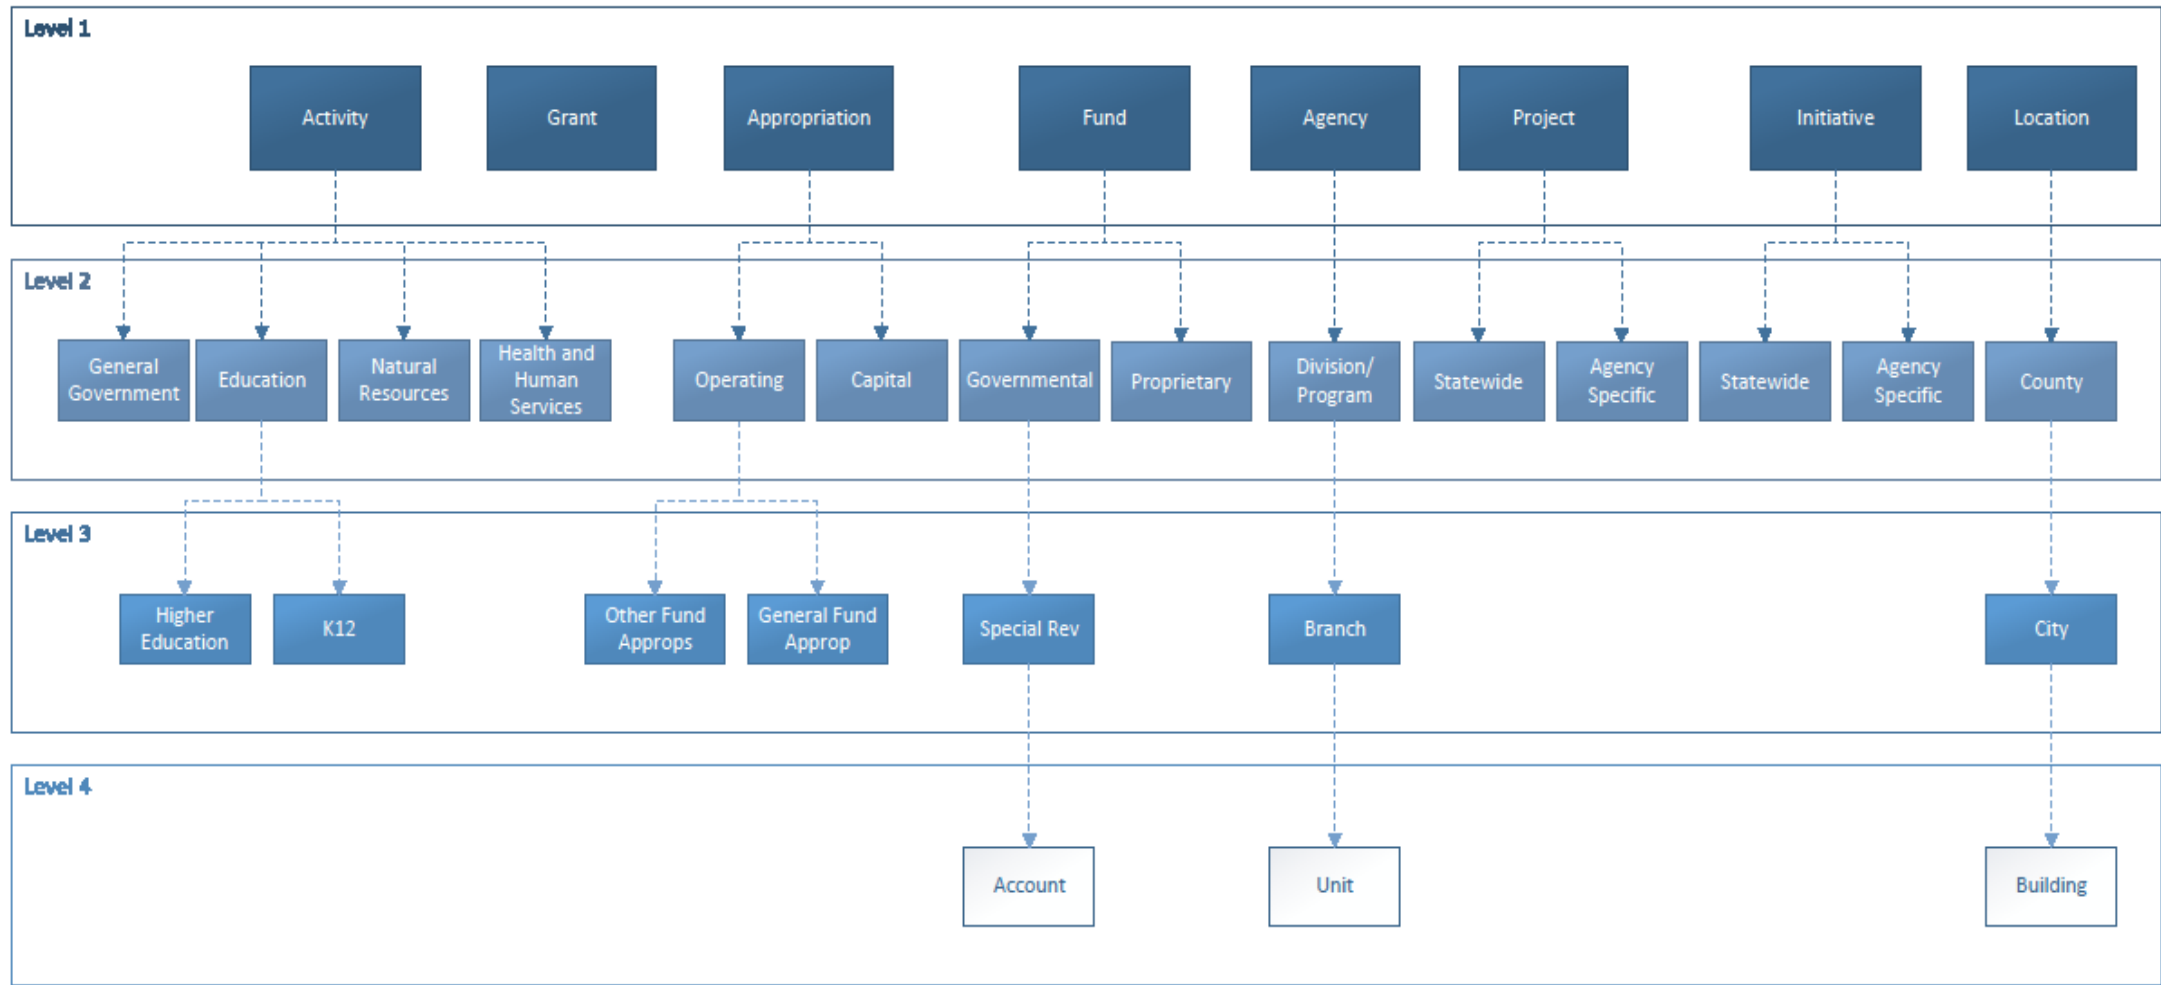 Level 1
Activity
Grant
Appropriation
Fund
Agency
Project
Initiative
Location
Level 2
General
Government
Education
Natural
Resources
Health and
Human
Services
Operating
Capital
Governmental
Proprietary
Division/
Program
Statewide
Agency
Specific
Statewide
Agency
Specific
County
Level 3
Higher
Education
K12
Other Fund
Approps
General Fund
Approp
Special Rev
Branch
City
Level 4
Account
Unit
Building